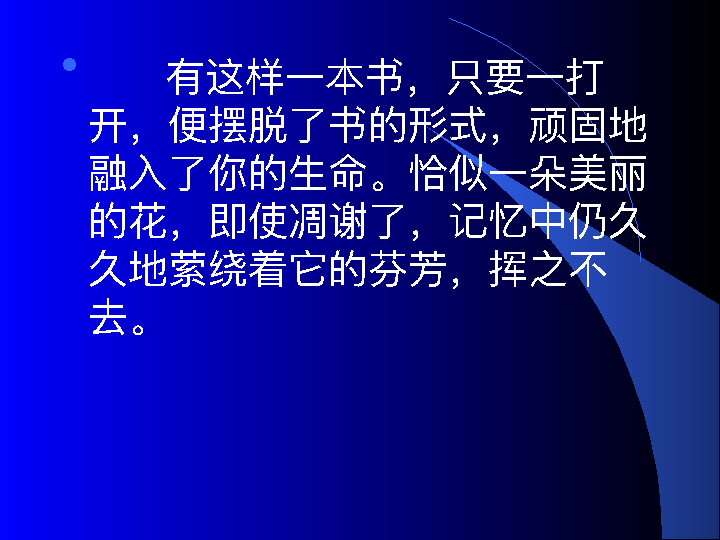 有这样一本书，只要一打
开，便摆脱了书的形式，顽固地
融入了你的生命。恰似一朵美丽
的花，即使凋谢了，记忆中仍久
久地萦绕着它的芬芳，挥之不
去。